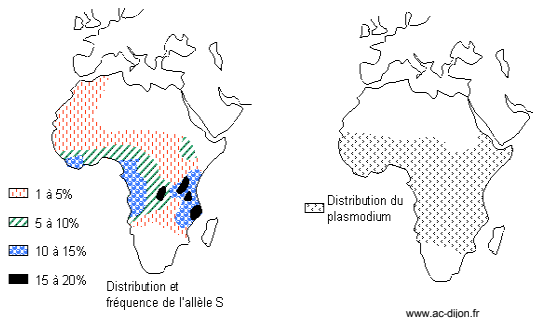 1 à 5%
5 à 10%
10 à 15%
15 à 20%
Distribution et
fréquence de l'allèle S
Distribution du
plasmodium
www.ac-dijon.fr